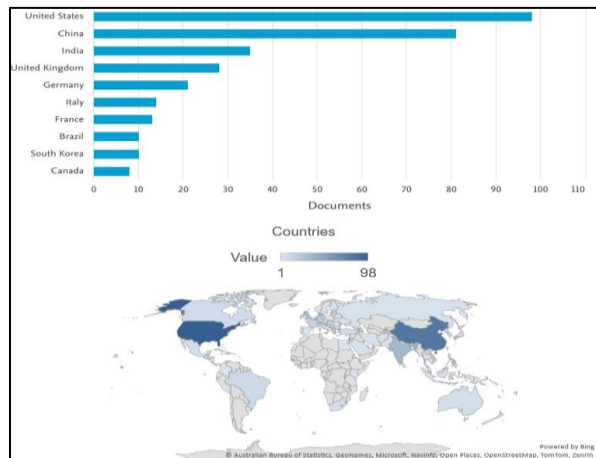 United States
China
India
United Kingdom
Germany
Italy
France
Brazil
South Korea
Canada
0 10 20 30 40 50 60 70 80 90 100 110
Documents
Countries
Value
1 98
Powered by Bing
© Australian Bureau of Statistics, GeoNames, Microsoft, Navinfo, Open Places, OpenStreetMap, TomTom, Zenrin